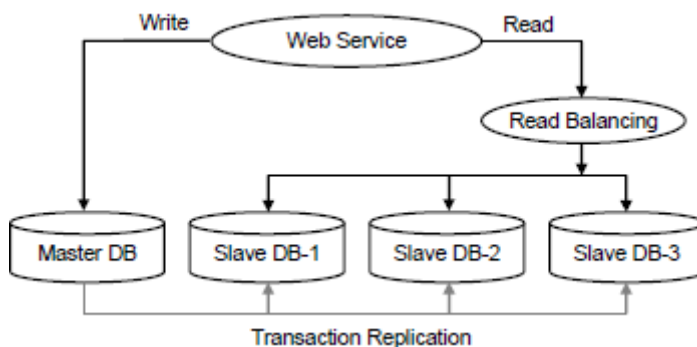 Write
Web Service
Read
Read Balancing
Master DB
Slave DB-1
Slave DB-2
Slave DB-3
Transaction Replication